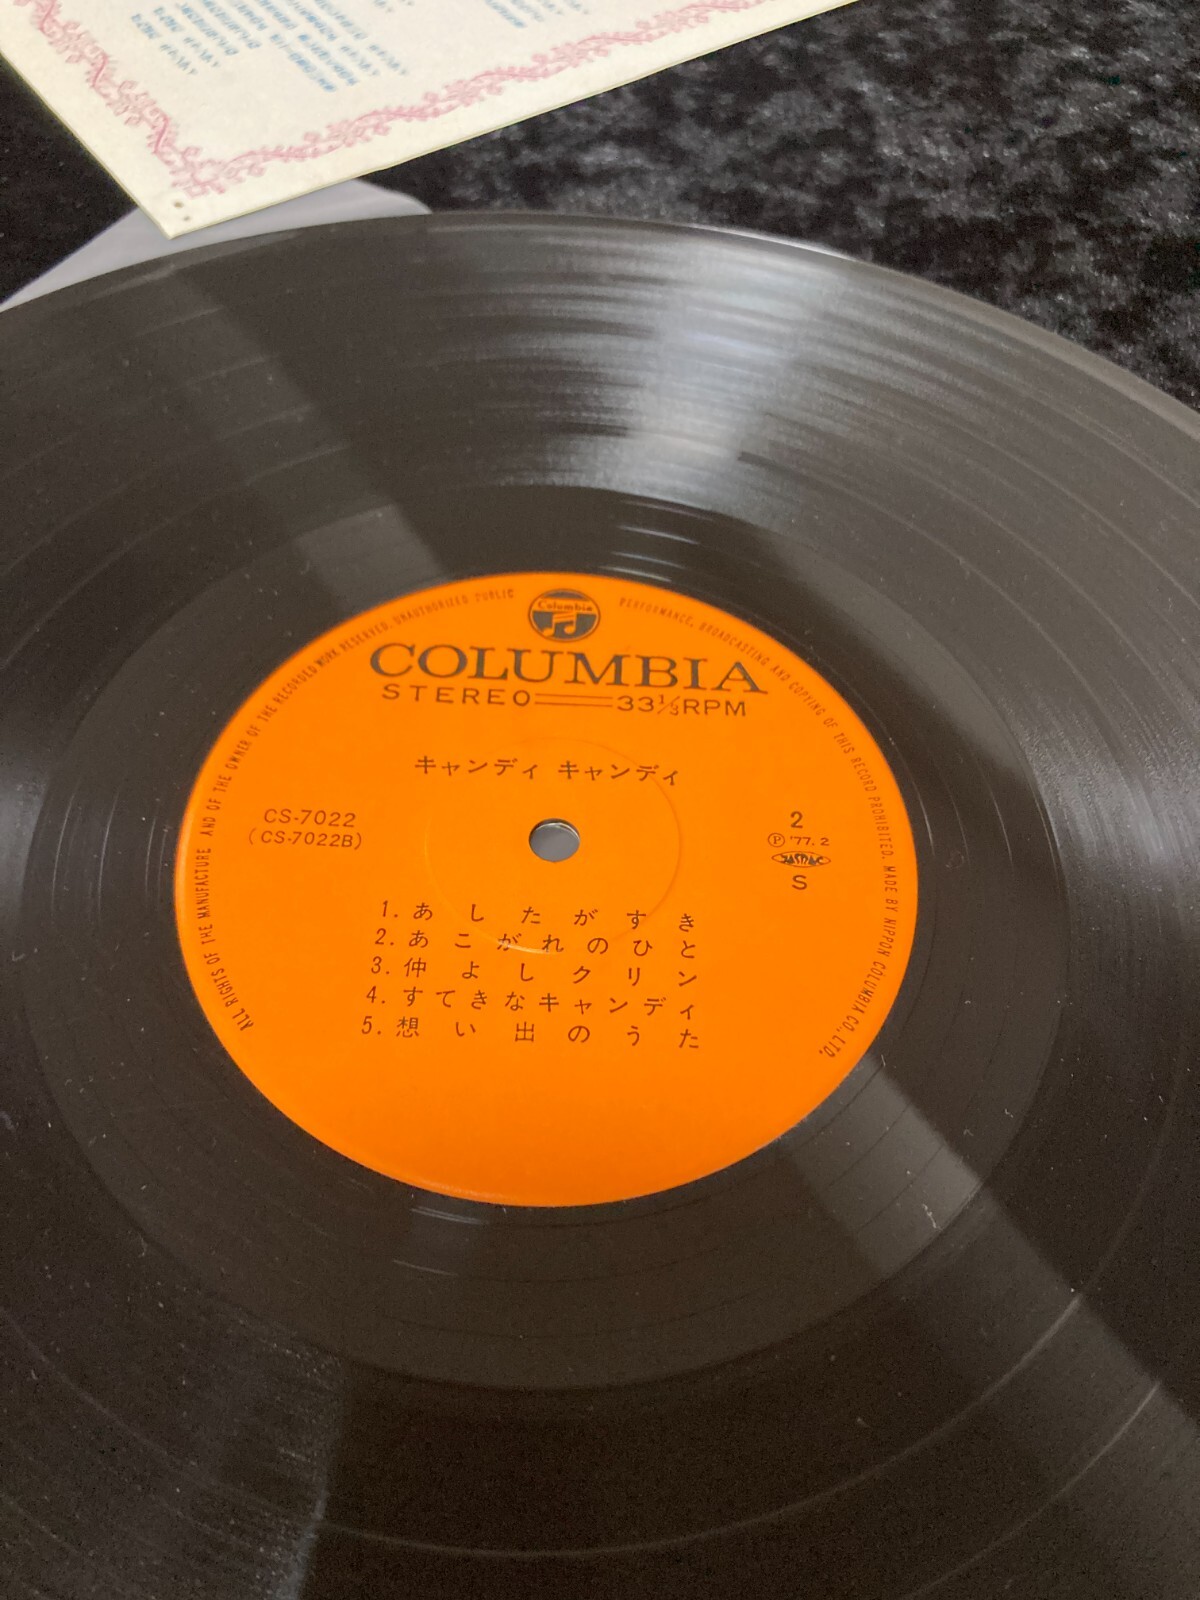 Columbia
COLUMBIA
STEREO 33⅓RPM
キャンディ キャンディ
CS-7022
(CS-7022B)
2
Ⓟ '77. 2
JASRAC
S
1. あしたがすき
2. あこがれのひと
3. 仲よしクリン
4. すてきなキャンディ
5. 想い出のうた
ALL RIGHTS OF THE MANUFACTURE AND OF THE OWNER OF THE RECORDED WORK RESERVED. UNAUTHORIZED PUBLIC PERFORMANCE, BROADCASTING AND COPYING OF THIS RECORD PROHIBITED. MADE BY NIPPON COLUMBIA CO., LTD.